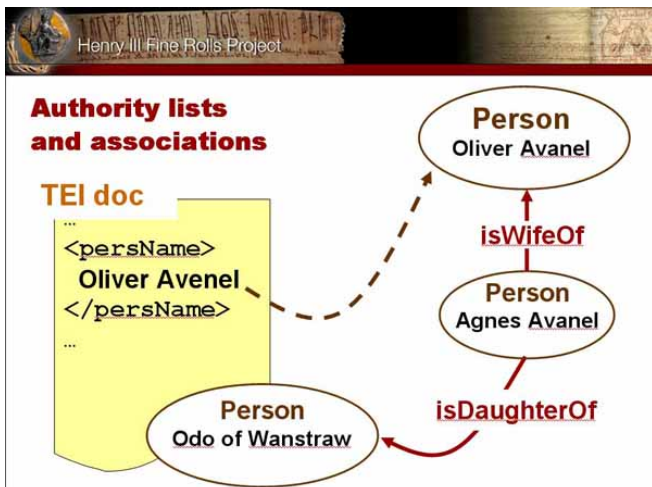 Henry III Fine Rolls Project
Authority lists
and associations
TEI doc
...
<persName>
Oliver Avenel
</persName>
...
Person
Oliver Avanel
isWifeOf
Person
Agnes Avanel
isDaughterOf
Person
Odo of Wanstraw